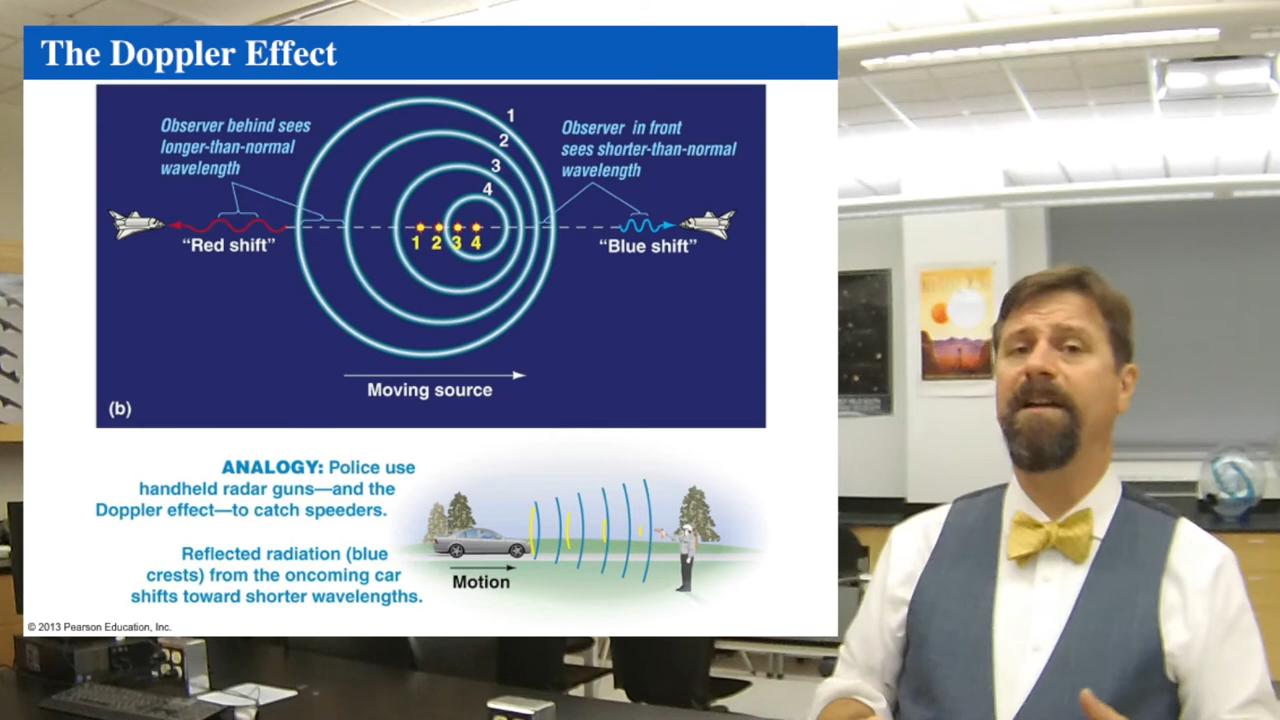 The Doppler Effect
Observer behind sees
longer-than-normal
wavelength
Observer in front
sees shorter-than-normal
wavelength
1
2
3
4
1 2 3 4
"Red shift"
"Blue shift"
Moving source
(b)
ANALOGY: Police use
handheld radar guns—and the
Doppler effect—to catch speeders.
Reflected radiation (blue
crests) from the oncoming car
shifts toward shorter wavelengths.
Motion
© 2013 Pearson Education, Inc.